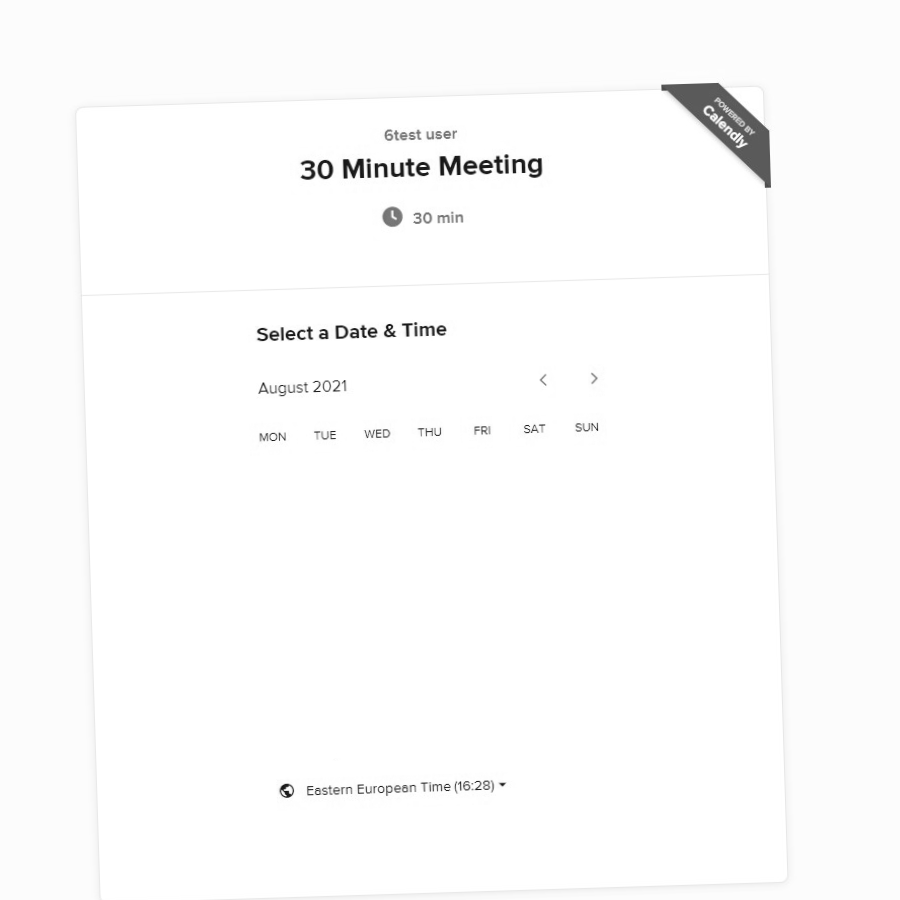 POWERED BY
Calendly
6test user
30 Minute Meeting
30 min
Select a Date & Time
August 2021
MON TUE WED THU FRI SAT SUN
Eastern European Time (16:28)